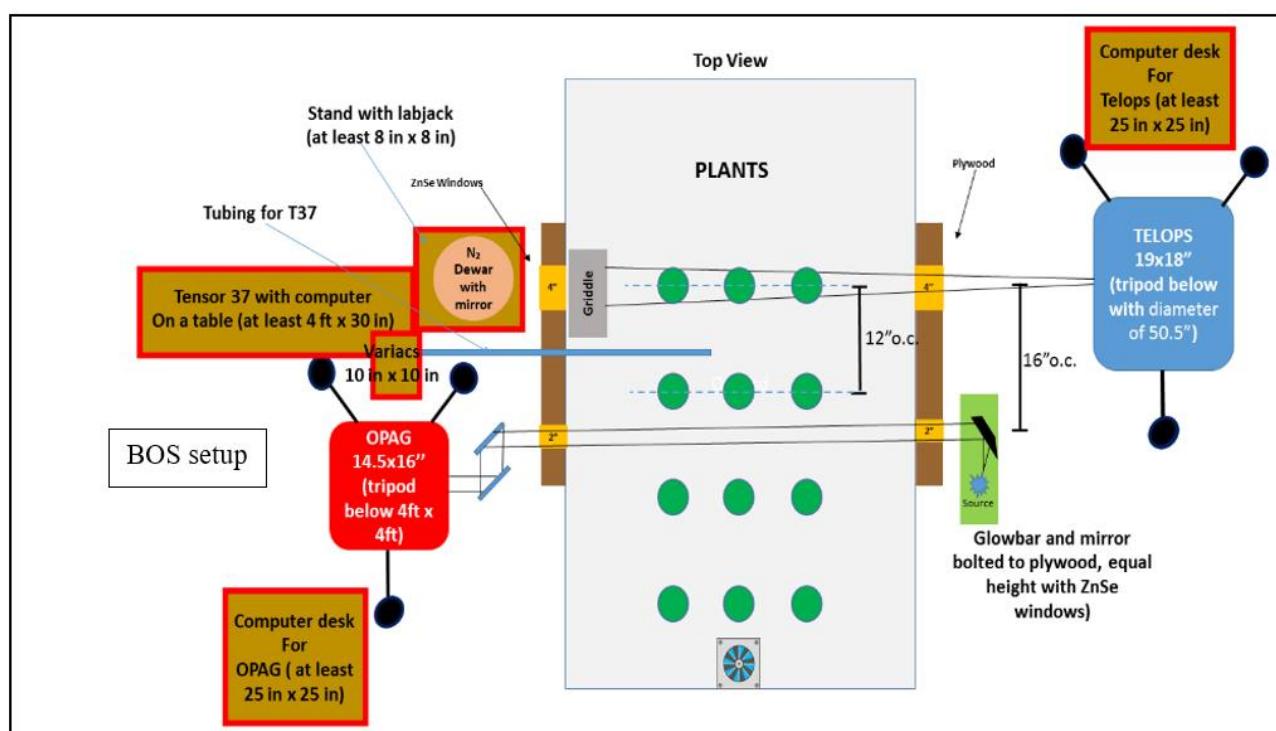 Top View
Computer desk
For
Telops (at least
25 in x 25 in)
Stand with labjack
(at least 8 in x 8 in)
ZnSe Windows
PLANTS
Plywood
Tubing for T37
N₂
Dewar
with
mirror
TELOPS
19x18”
(tripod below
with diameter
of 50.5”)
4”
Griddle
4”
Tensor 37 with computer
On a table (at least 4 ft x 30 in)
12”o.c.
16”o.c.
Variacs
10 in x 10 in
BOS setup
OPAG
14.5x16”
(tripod
below 4ft x
4ft)
2”
2”
Source
Glowbar and mirror
bolted to plywood, equal
height with ZnSe
windows)
Computer desk
For
OPAG ( at least
25 in x 25 in)